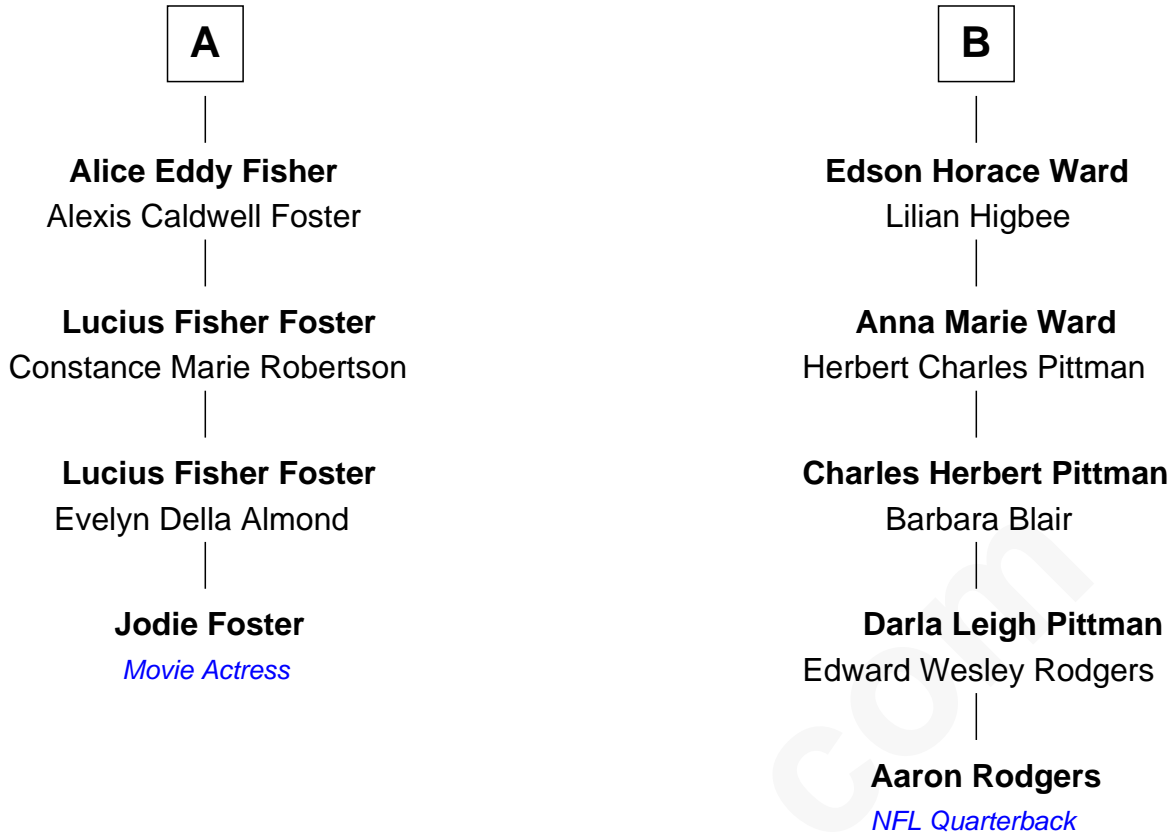 A
Alice Eddy Fisher
Alexis Caldwell Foster
Lucius Fisher Foster
Constance Marie Robertson
Lucius Fisher Foster
Evelyn Della Almond
Jodie Foster
Movie Actress
B
Edson Horace Ward
Lilian Higbee
Anna Marie Ward
Herbert Charles Pittman
Charles Herbert Pittman
Barbara Blair
Darla Leigh Pittman
Edward Wesley Rodgers
Aaron Rodgers
NFL Quarterback
com